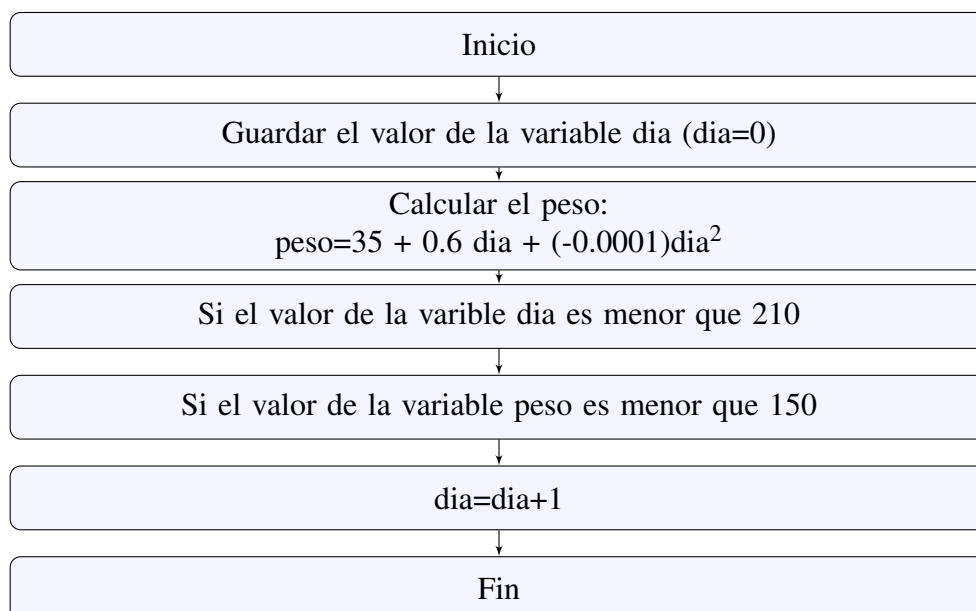 Inicio
Guardar el valor de la variable dia (dia=0)
Calcular el peso:
peso=35 + 0.6 dia + (-0.0001)dia²
Si el valor de la varible dia es menor que 210
Si el valor de la variable peso es menor que 150
dia=dia+1
Fin